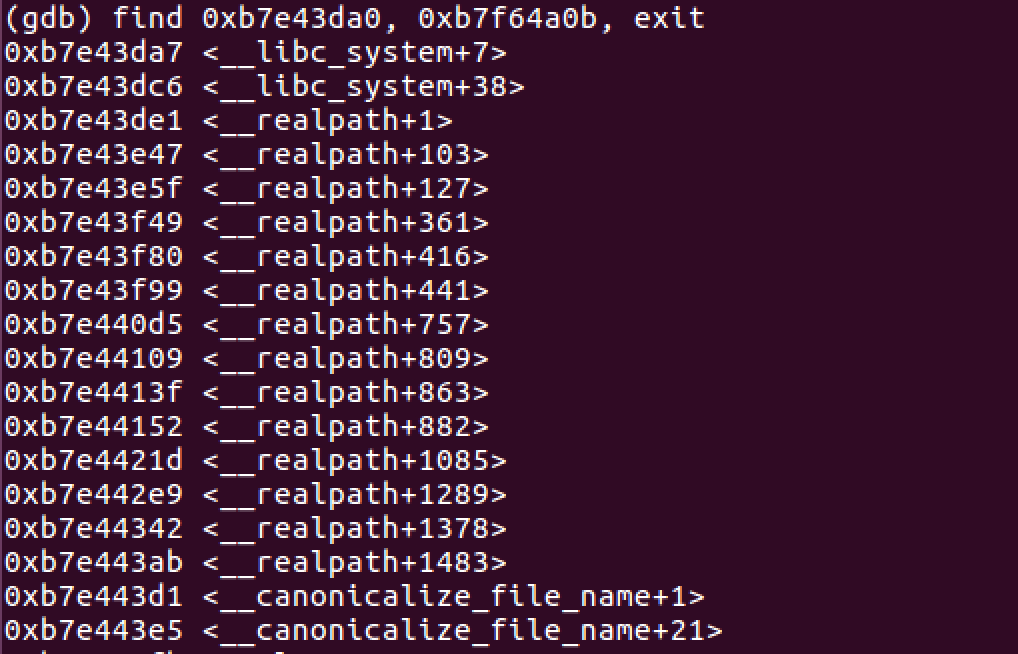 (gdb) find 0xb7e43da0, 0xb7f64a0b, exit
0xb7e43da7 <__libc_system+7>
0xb7e43dc6 <__libc_system+38>
0xb7e43de1 <__realpath+1>
0xb7e43e47 <__realpath+103>
0xb7e43e5f <__realpath+127>
0xb7e43f49 <__realpath+361>
0xb7e43f80 <__realpath+416>
0xb7e43f99 <__realpath+441>
0xb7e440d5 <__realpath+757>
0xb7e44109 <__realpath+809>
0xb7e4413f <__realpath+863>
0xb7e44152 <__realpath+882>
0xb7e4421d <__realpath+1085>
0xb7e442e9 <__realpath+1289>
0xb7e44342 <__realpath+1378>
0xb7e443ab <__realpath+1483>
0xb7e443d1 <__canonicalize_file_name+1>
0xb7e443e5 <__canonicalize_file_name+21>